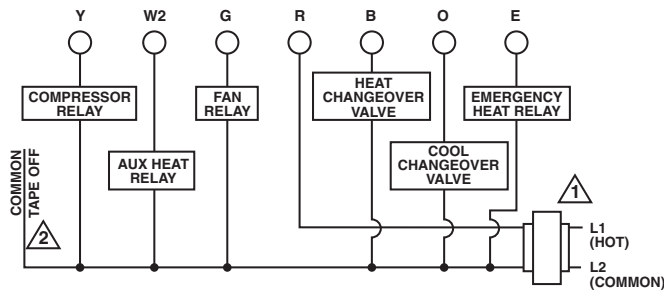 Y W2 G R B O E
COMPRESSOR
RELAY
FAN
RELAY
HEAT
CHANGEOVER
VALVE
EMERGENCY
HEAT RELAY
AUX HEAT
RELAY
COOL
CHANGEOVER
VALVE
COMMON
TAPE OFF
2
1
L1
(HOT)
L2
(COMMON)